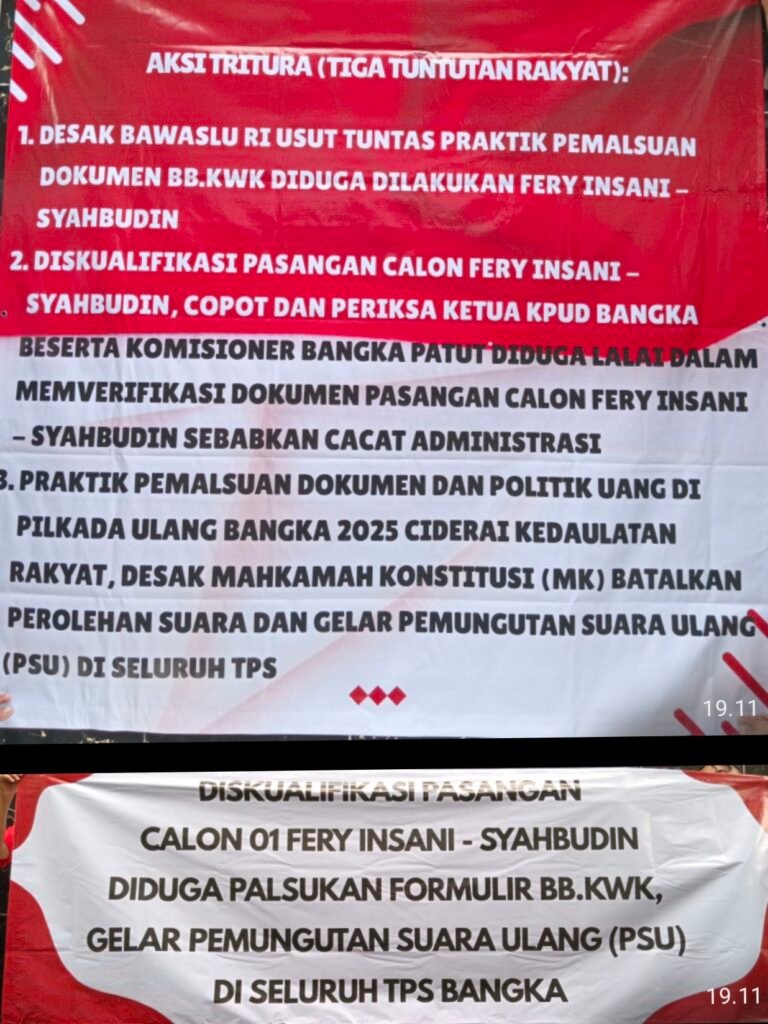 AKSI TRITURA (TIGA TUNTUTAN RAKYAT):
1. DESAK BAWASLU RI USUT TUNTAS PRAKTIK PEMALSUAN
DOKUMEN BB.KWK DIDUGA DILAKUKAN FERY INSANI –
SYAHBUDIN
2. DISKUALIFIKASI PASANGAN CALON FERY INSANI –
SYAHBUDIN, COPOT DAN PERIKSA KETUA KPUD BANGKA
BESERTA KOMISIONER BANGKA PATUT DIDUGA LALAI DALAM
MEMVERIFIKASI DOKUMEN PASANGAN CALON FERY INSANI
– SYAHBUDIN SEBABKAN CACAT ADMINISTRASI
3. PRAKTIK PEMALSUAN DOKUMEN DAN POLITIK UANG DI
PILKADA ULANG BANGKA 2025 CIDERAI KEDAULATAN
RAKYAT, DESAK MAHKAMAH KONSTITUSI (MK) BATALKAN
PEROLEHAN SUARA DAN GELAR PEMUNGUTAN SUARA ULANG
(PSU) DI SELURUH TPS
19.11
DISKUALIFIKASI PASANGAN
CALON 01 FERY INSANI - SYAHBUDIN
DIDUGA PALSUKAN FORMULIR BB.KWK,
GELAR PEMUNGUTAN SUARA ULANG (PSU)
DI SELURUH TPS BANGKA
19.11